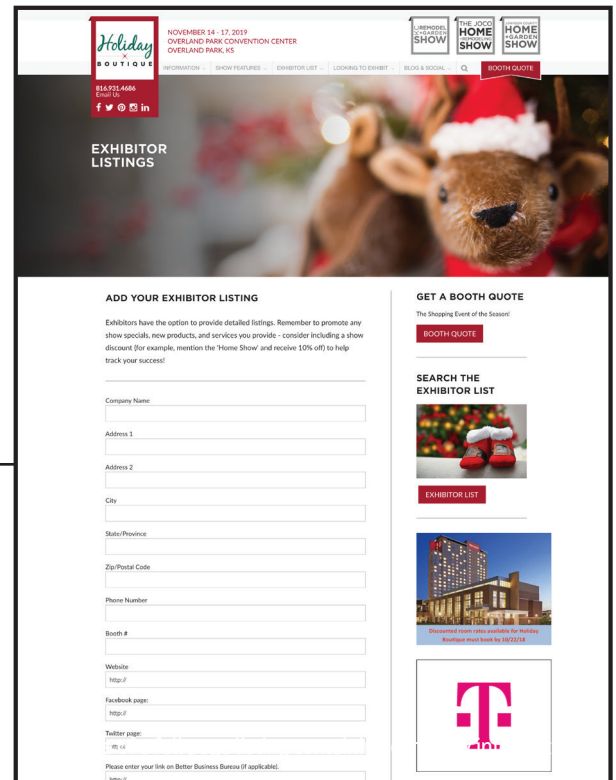 Holiday
BOUTIQUE
NOVEMBER 14 - 17, 2019
OVERLAND PARK CONVENTION CENTER
OVERLAND PARK, KS
REMODEL
+GARDEN
SHOW
THE JOCO
HOME
+REMODELING
SHOW
JOHNSON COUNTY
HOME
+GARDEN
SHOW
INFORMATION
SHOW FEATURES
EXHIBITOR LIST
LOOKING TO EXHIBIT
BLOG & SOCIAL
BOOTH QUOTE
816.931.4686
Email Us
EXHIBITOR
LISTINGS
ADD YOUR EXHIBITOR LISTING
Exhibitors have the option to provide detailed listings. Remember to promote any
show specials, new products, and services you provide - consider including a show
discount (for example, mention the 'Home Show' and receive 10% off) to help
track your success!
Company Name
Address 1
Address 2
City
State/Province
Zip/Postal Code
Phone Number
Booth #
Website
http://
Facebook page:
http://
Twitter page:
Please enter your link on Better Business Bureau (if applicable).
http://
GET A BOOTH QUOTE
The Shopping Event of the Season!
BOOTH QUOTE
SEARCH THE
EXHIBITOR LIST
EXHIBITOR LIST
Discounted room rates available for Holiday
Boutique must book by 10/22/18
T